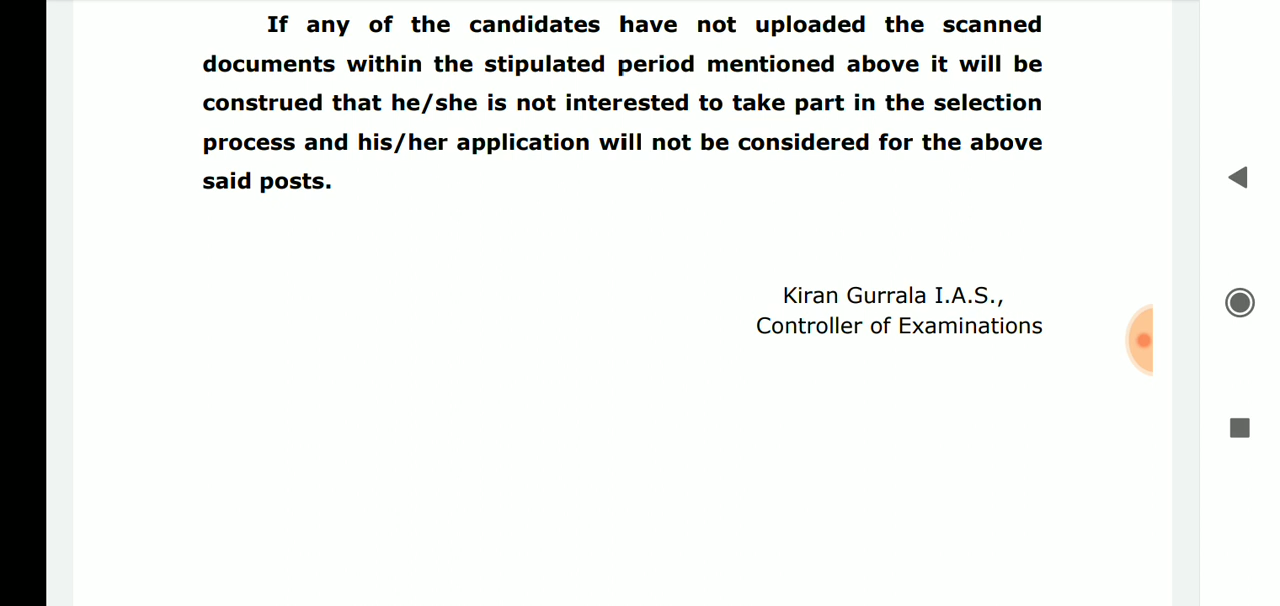 If any of the candidates have not uploaded the scanned
documents within the stipulated period mentioned above it will be
construed that he/she is not interested to take part in the selection
process and his/her application will not be considered for the above
said posts.
Kiran Gurrala I.A.S.,
Controller of Examinations